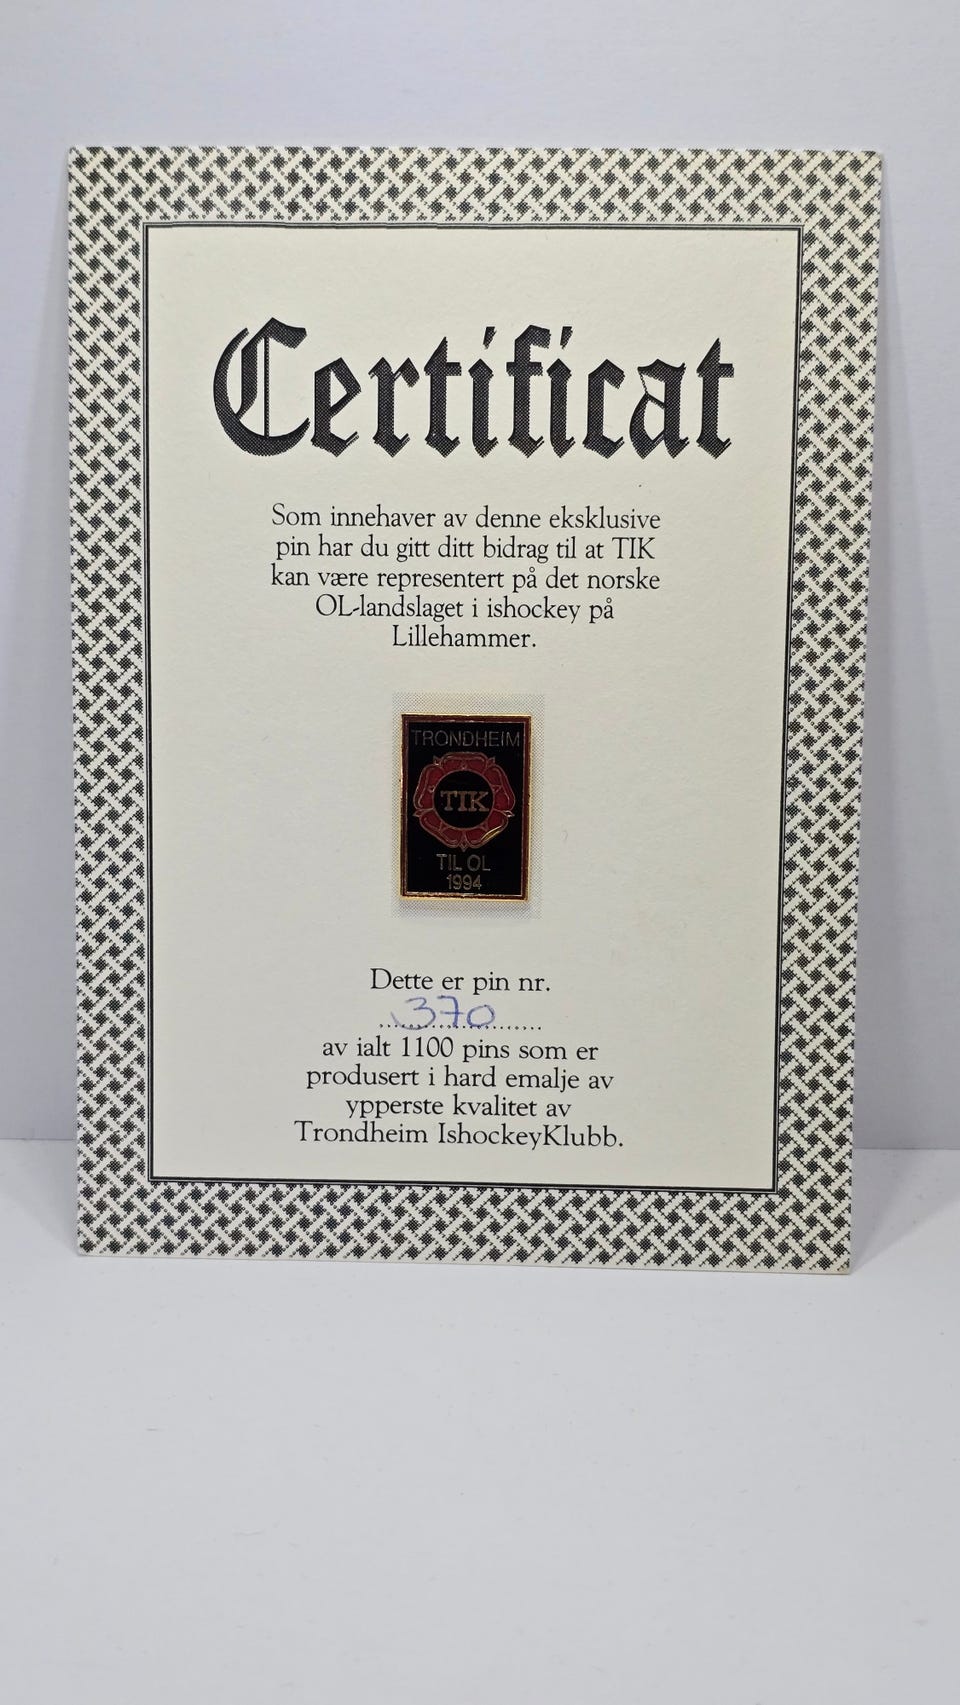 Certificat
Som innehaver av denne eksklusive
pin har du gitt ditt bidrag til at TIK
kan være representert på det norske
OL-landslaget i ishockey på
Lillehammer.
TRONDHEIM
TIK
TIL OL
1994
Dette er pin nr.
370
av ialt 1100 pins som er
produsert i hard emalje av
ypperste kvalitet av
Trondheim IshockeyKlubb.